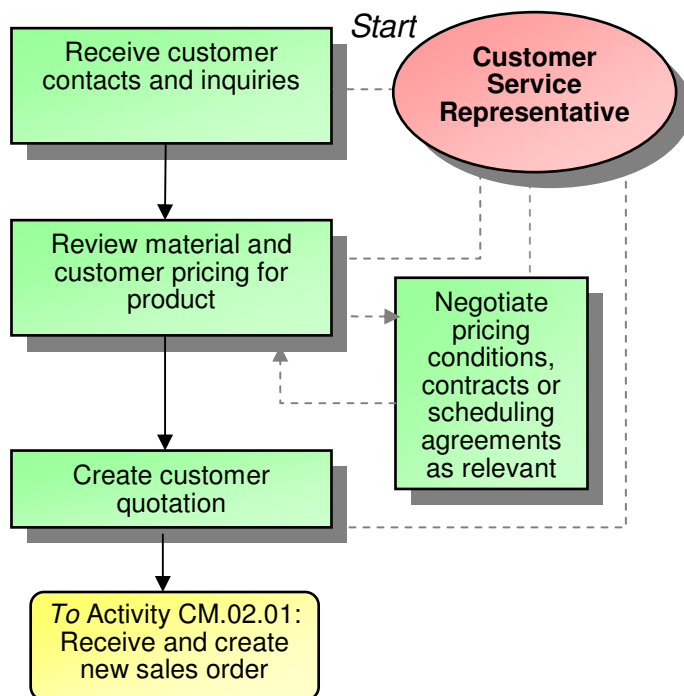 Start
Receive customer
contacts and inquiries
Customer
Service
Representative
Review material and
customer pricing for
product
Negotiate
pricing
conditions,
contracts or
scheduling
agreements
as relevant
Create customer
quotation
To Activity CM.02.01:
Receive and create
new sales order